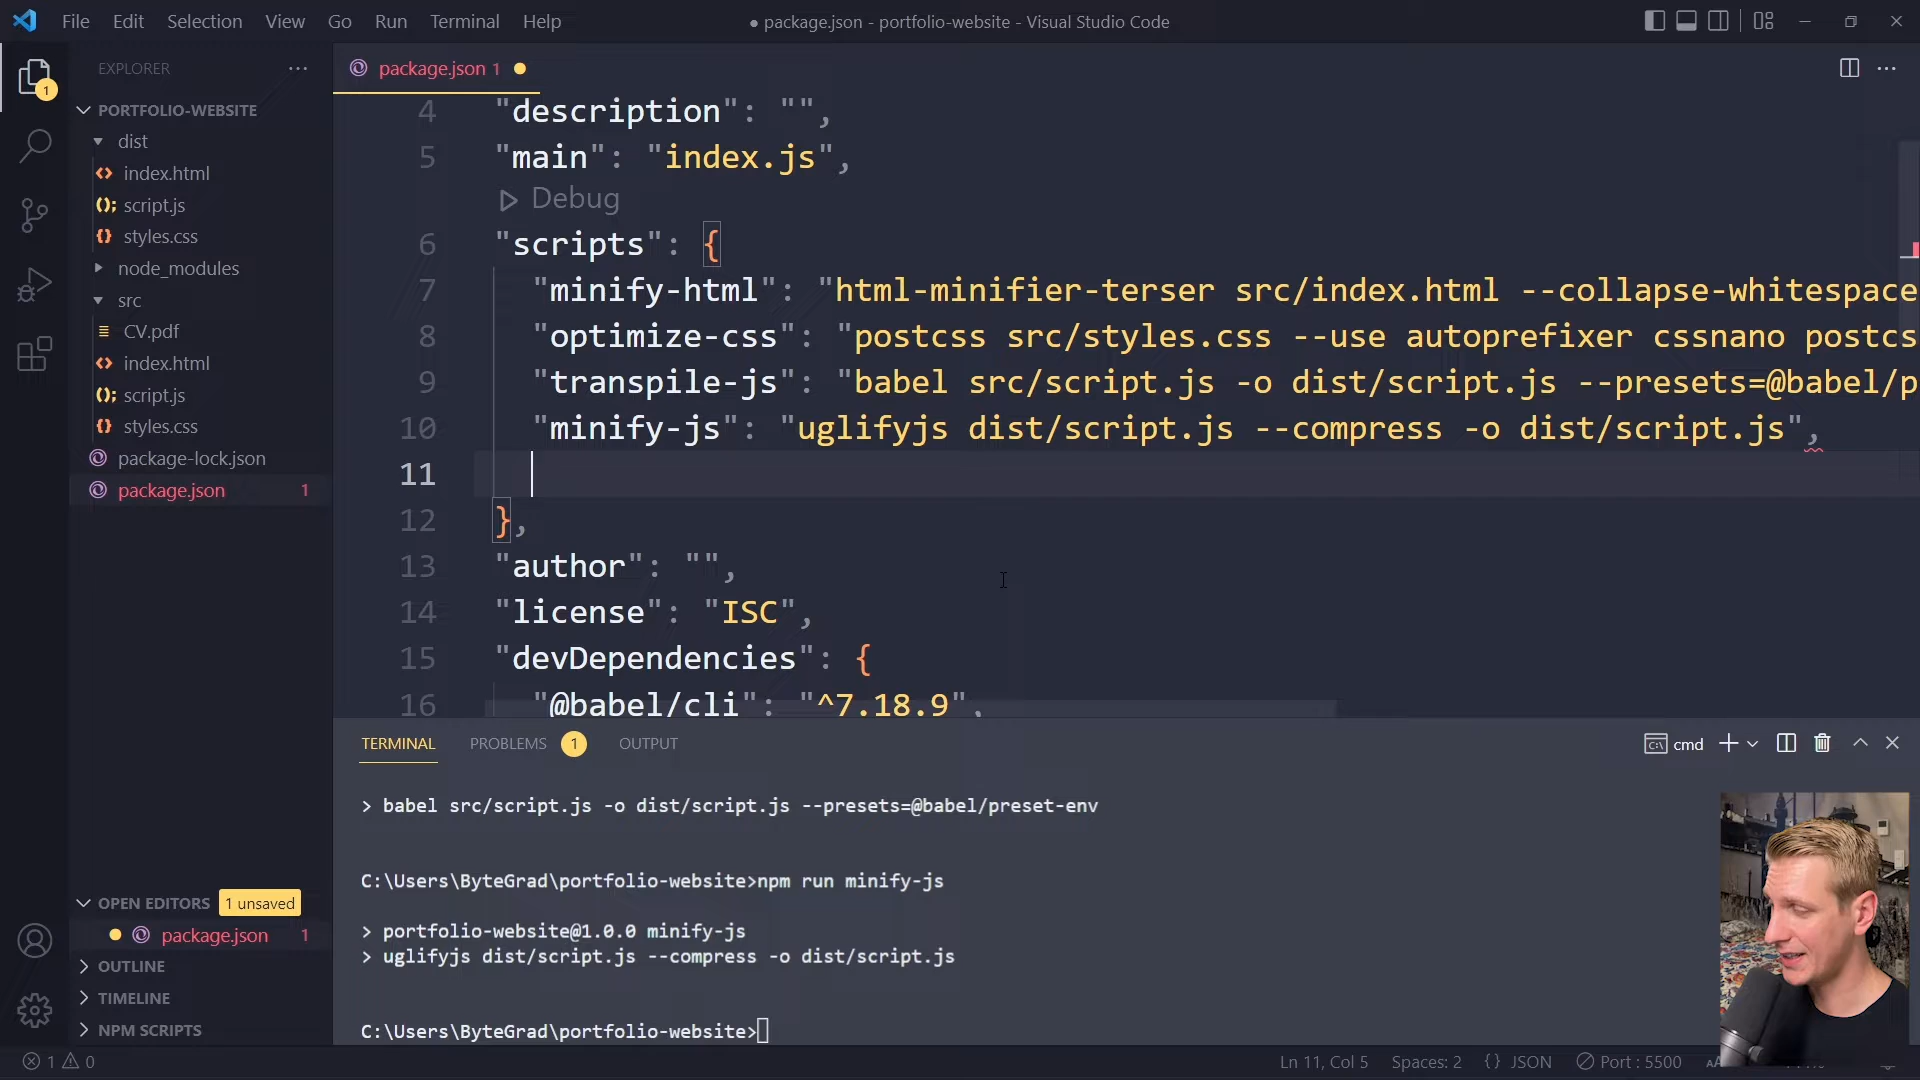 File Edit Selection View Go Run Terminal Help
● package.json - portfolio-website - Visual Studio Code
EXPLORER
1
package.json 1
PORTFOLIO-WEBSITE
dist
index.html
script.js
styles.css
node_modules
src
CV.pdf
index.html
script.js
styles.css
package-lock.json
package.json 1
4 "description": "",
5 "main": "index.js",
Debug
6 "scripts": {
7 "minify-html": "html-minifier-terser src/index.html --collapse-whitespace
8 "optimize-css": "postcss src/styles.css --use autoprefixer cssnano postcs
9 "transpile-js": "babel src/script.js -o dist/script.js --presets=@babel/p
10 "minify-js": "uglifyjs dist/script.js --compress -o dist/script.js",
11
12 },
13 "author": "",
14 "license": "ISC",
15 "devDependencies": {
16 "@babel/cli": "^7.18.9",
TERMINAL PROBLEMS 1 OUTPUT
cmd
> babel src/script.js -o dist/script.js --presets=@babel/preset-env
C:\Users\ByteGrad\portfolio-website>npm run minify-js
> portfolio-website@1.0.0 minify-js
> uglifyjs dist/script.js --compress -o dist/script.js
C:\Users\ByteGrad\portfolio-website>
OPEN EDITORS 1 unsaved
package.json 1
OUTLINE
TIMELINE
NPM SCRIPTS
1 0
Ln 11, Col 5 Spaces: 2 {} JSON Port : 5500